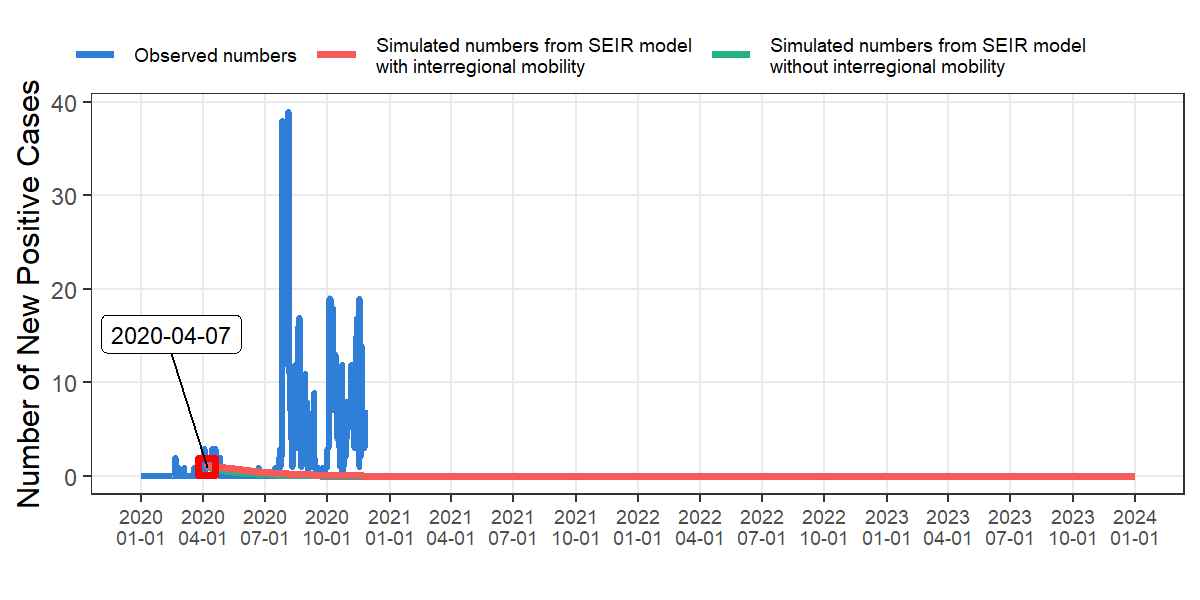 Observed numbers
Simulated numbers from SEIR model
with interregional mobility
Simulated numbers from SEIR model
without interregional mobility
Number of New Positive Cases
40
30
20
10
0
2020-04-07
2020 2020 2020 2020 2021 2021 2021 2021 2022 2022 2022 2022 2023 2023 2023 2023 2024
01-01 04-01 07-01 10-01 01-01 04-01 07-01 10-01 01-01 04-01 07-01 10-01 01-01 04-01 07-01 10-01 01-01